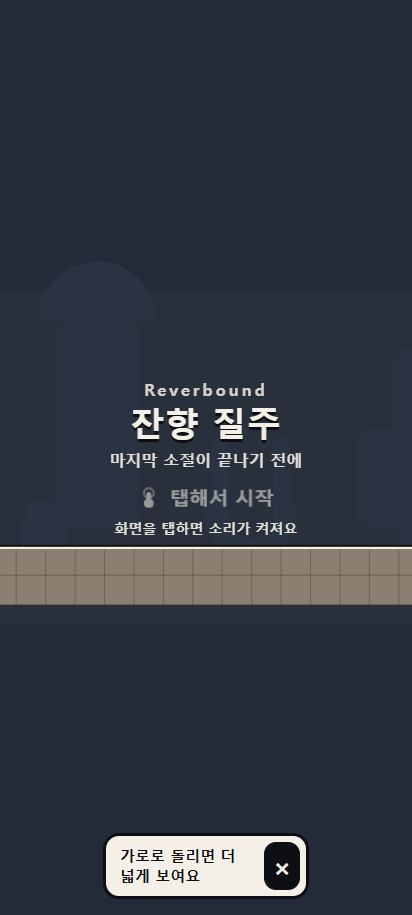 Reverbound
잔향 질주
마지막 소절이 끝나기 전에
탭해서 시작
화면을 탭하면 소리가 켜져요
가로로 돌리면 더
넓게 보여요
×